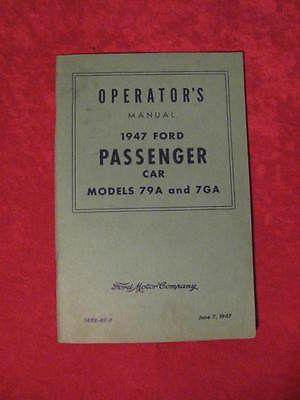 OPERATOR'S
MANUAL
1947 FORD
PASSENGER
CAR
MODELS 79A and 7GA
Ford Motor Company
June 7, 1947